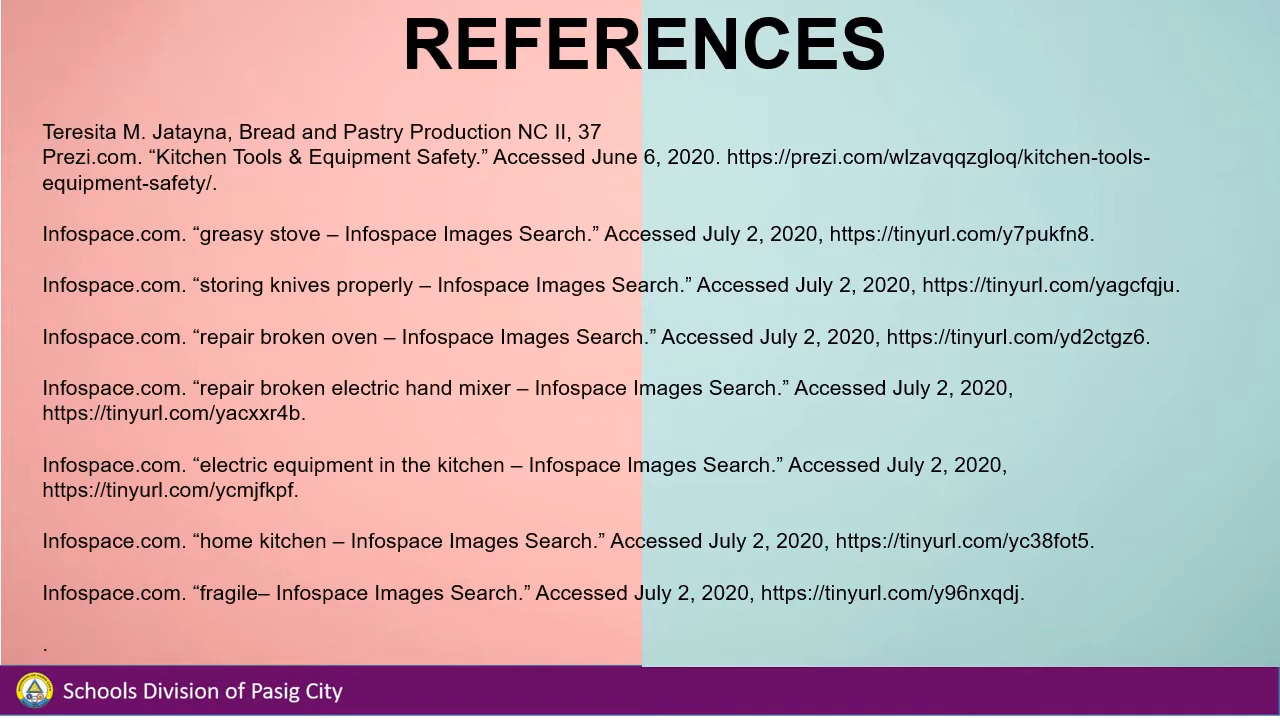 REFERENCES
Teresita M. Jatayna, Bread and Pastry Production NC II, 37
Prezi.com. “Kitchen Tools & Equipment Safety.” Accessed June 6, 2020. https://prezi.com/wlzavqqzgloq/kitchen-tools-
equipment-safety/.
Infospace.com. “greasy stove – Infospace Images Search.” Accessed July 2, 2020, https://tinyurl.com/y7pukfn8.
Infospace.com. “storing knives properly – Infospace Images Search.” Accessed July 2, 2020, https://tinyurl.com/yagcfqju.
Infospace.com. “repair broken oven – Infospace Images Search.” Accessed July 2, 2020, https://tinyurl.com/yd2ctgz6.
Infospace.com. “repair broken electric hand mixer – Infospace Images Search.” Accessed July 2, 2020,
https://tinyurl.com/yacxxr4b.
Infospace.com. “electric equipment in the kitchen – Infospace Images Search.” Accessed July 2, 2020,
https://tinyurl.com/ycmjfkpf.
Infospace.com. “home kitchen – Infospace Images Search.” Accessed July 2, 2020, https://tinyurl.com/yc38fot5.
Infospace.com. “fragile– Infospace Images Search.” Accessed July 2, 2020, https://tinyurl.com/y96nxqdj.
.
Schools Division of Pasig City